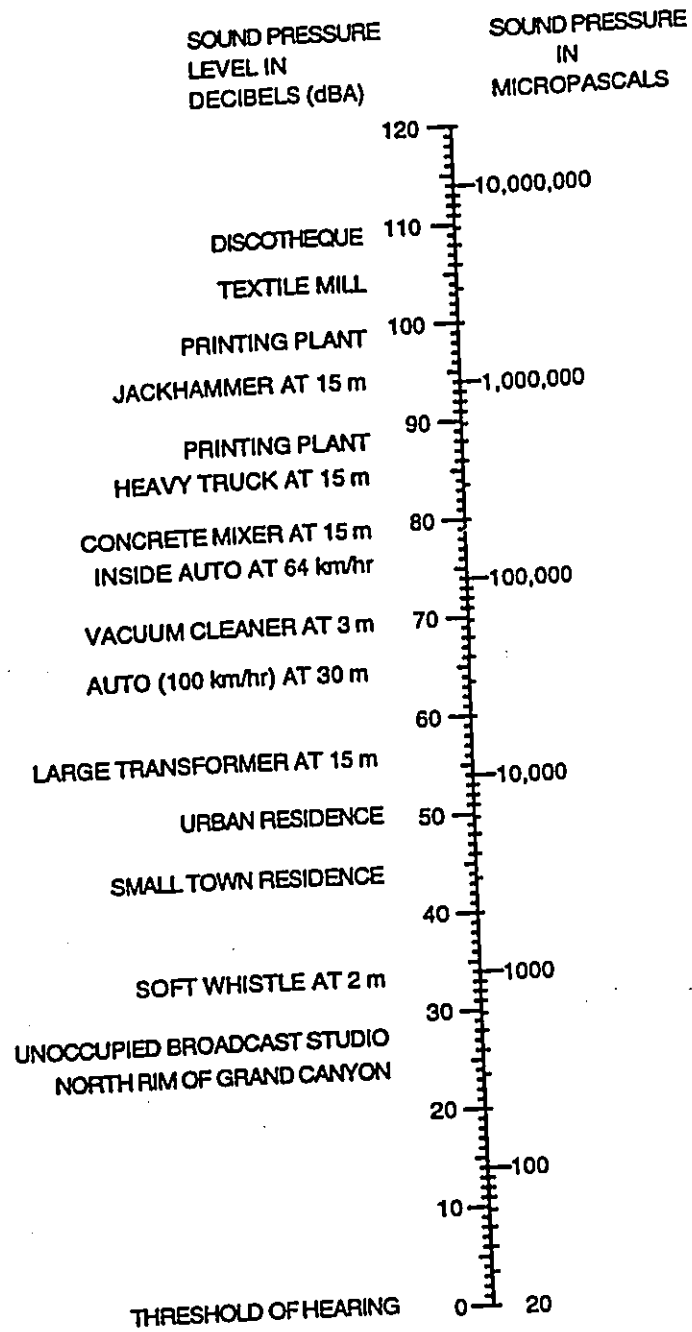 SOUND PRESSURE
LEVEL IN
DECIBELS (dBA)
SOUND PRESSURE
IN
MICROPASCALS
120
10,000,000
110
DISCOTHEQUE
TEXTILE MILL
100
PRINTING PLANT
JACKHAMMER AT 15 m
1,000,000
90
PRINTING PLANT
HEAVY TRUCK AT 15 m
80
CONCRETE MIXER AT 15 m
INSIDE AUTO AT 64 km/hr
100,000
70
VACUUM CLEANER AT 3 m
AUTO (100 km/hr) AT 30 m
60
LARGE TRANSFORMER AT 15 m
10,000
50
URBAN RESIDENCE
SMALL TOWN RESIDENCE
40
1000
SOFT WHISTLE AT 2 m
30
UNOCCUPIED BROADCAST STUDIO
NORTH RIM OF GRAND CANYON
20
100
10
THRESHOLD OF HEARING
0
20